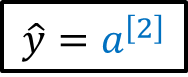 ŷ = a^[2]